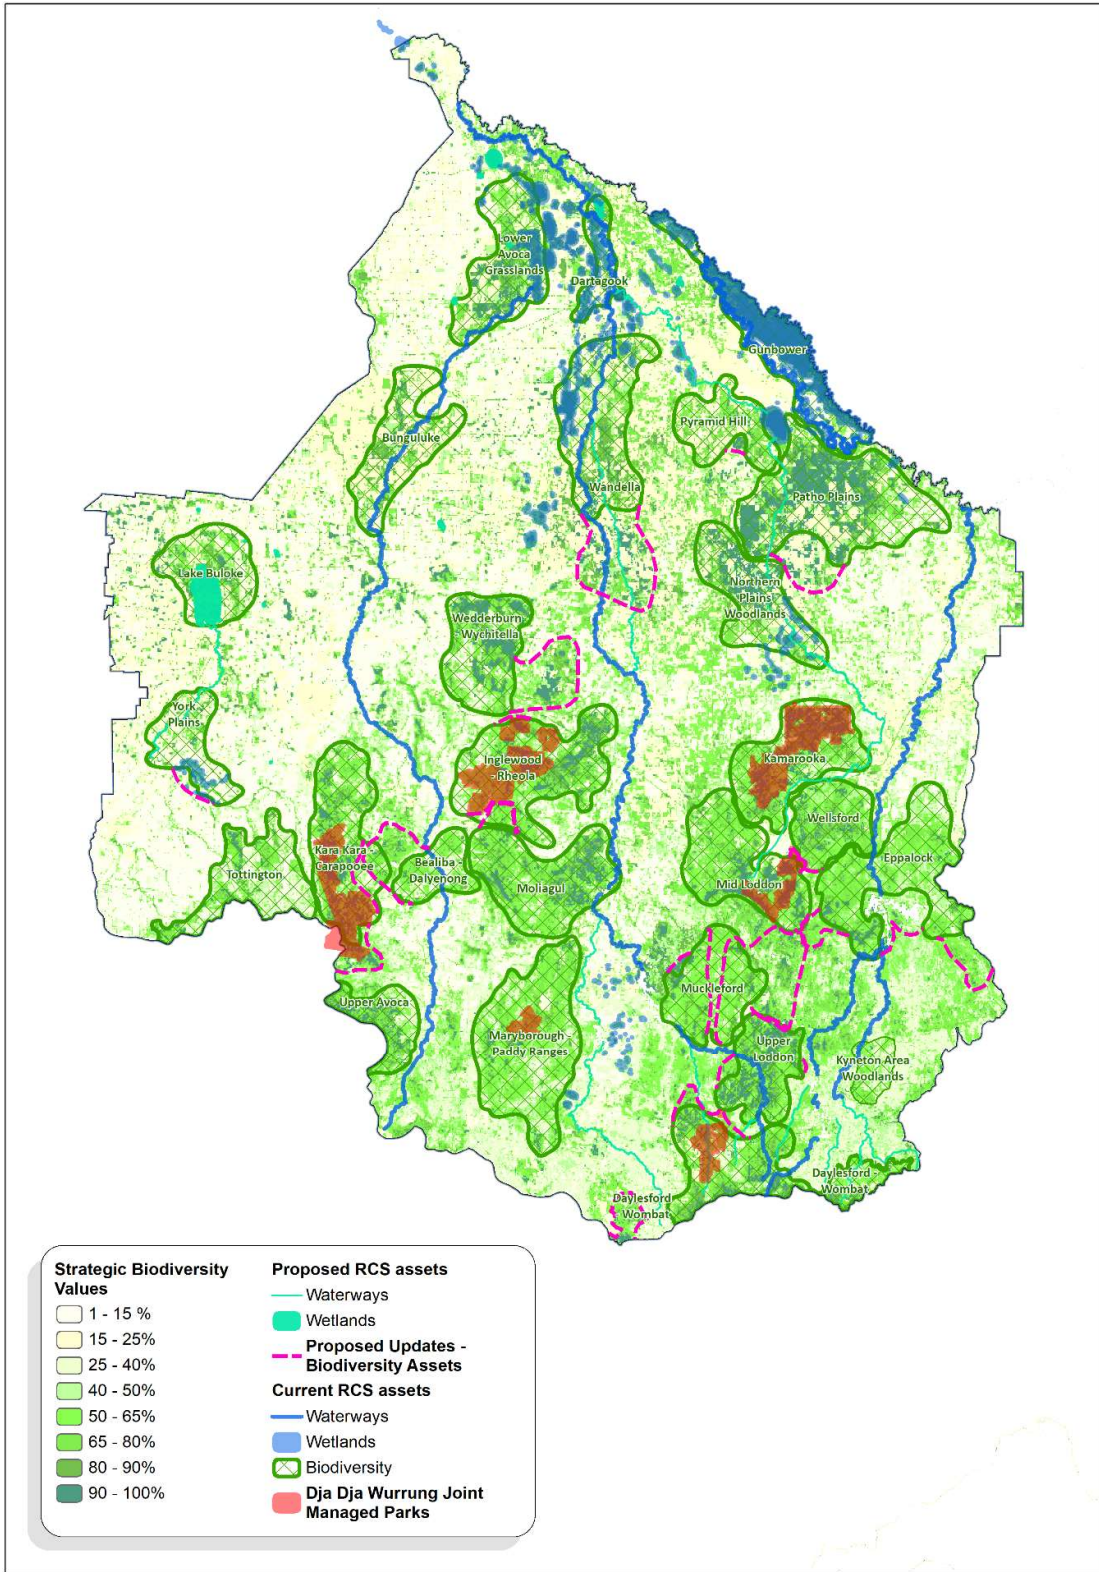 Lower
Avoca
Grasslands
Dartagook
Gunbower
Bunguluke
Pyramid Hill
Wandella
Patho Plains
Lake Buloke
Northern
Plains
Woodlands
Wedderburn
- Wychitella
York
Plains
Inglewood
- Rheola
Kamarooka
Wellsford
Kara Kara -
Carapooee
Bealiba -
Dalyenong
Eppalock
Tottington
Moliagul
Mid Loddon
Muckleford
Upper Avoca
Maryborough -
Paddy Ranges
Upper
Loddon
Kyneton Area
Woodlands
Daylesford -
Wombat
Daylesford
Wombat
Strategic Biodiversity
Values
1 - 15 %
15 - 25%
25 - 40%
40 - 50%
50 - 65%
65 - 80%
80 - 90%
90 - 100%
Proposed RCS assets
Waterways
Wetlands
Proposed Updates -
Biodiversity Assets
Current RCS assets
Waterways
Wetlands
Biodiversity
Dja Dja Wurrung Joint
Managed Parks